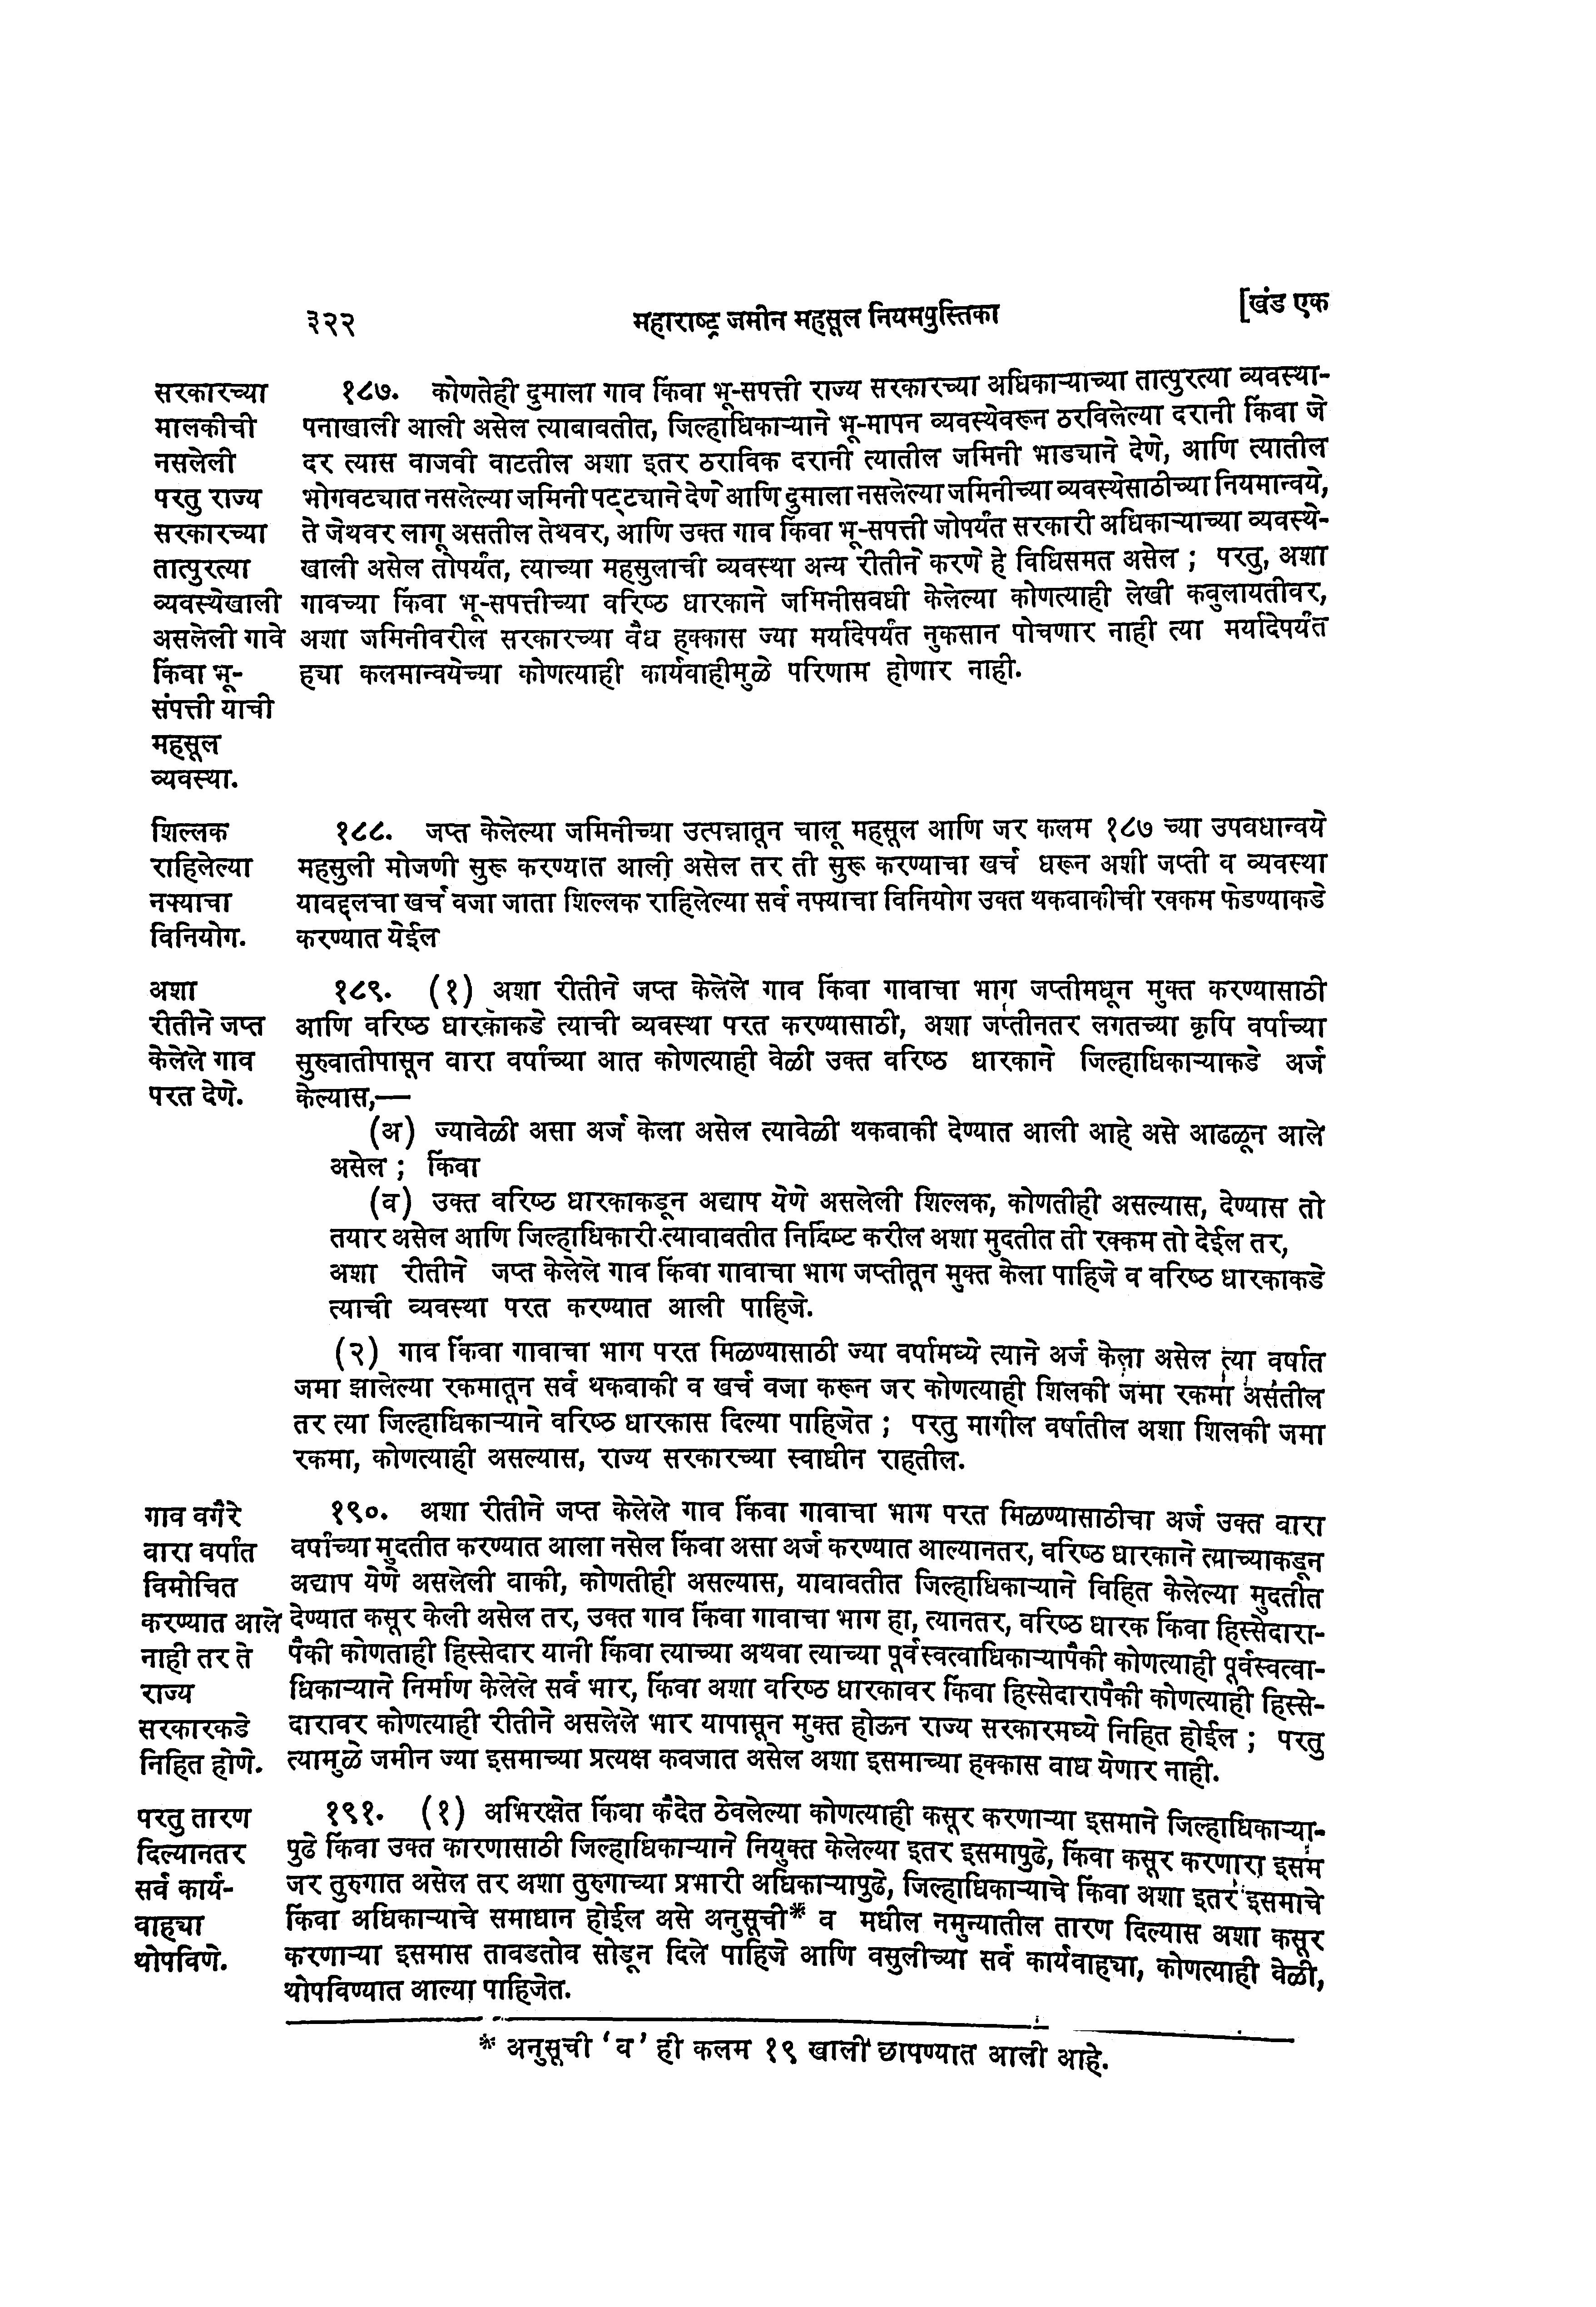 ३२२
महाराष्ट्र जमीन महसूल नियमपुस्तिका
[खंड एक
सरकारच्या
मालकीची
नसलेली
परतु राज्य
सरकारच्या
तात्पुरत्या
व्यवस्थेखाली
असलेली गावे
किंवा भू-
संपत्ती याची
महसूल
व्यवस्था.
१८७. कोणतेही दुमाला गाव किंवा भू-सपत्ती राज्य सरकारच्या अधिकाऱ्याच्या तात्पुरत्या व्यवस्था-
पनाखाली आली असेल त्याबाबतीत, जिल्हाधिकाऱ्याने भू-मापन व्यवस्थेवरून ठरविलेल्या दरानी किंवा जे
दर त्यास वाजवी वाटतील अशा इतर ठराविक दरानी त्यातील जमिनी भाड्याने देणे, आणि त्यातील
भोगवट्यात नसलेल्या जमिनी पट्ट्याने देणे आणि दुमाला नसलेल्या जमिनीच्या व्यवस्थेसाठीच्या नियमान्वये,
ते जेथवर लागू असतील तेथवर, आणि उक्त गाव किंवा भू-सपत्ती जोपर्यंत सरकारी अधिकाऱ्याच्या व्यवस्थे-
खाली असेल तोपर्यंत, त्याच्या महसुलाची व्यवस्था अन्य रीतीने करणे हे विधिसमत असेल ; परतु, अशा
गावच्या किंवा भू-सपत्तीच्या वरिष्ठ धारकाने जमिनीसवधी केलेल्या कोणत्याही लेखी कवुलायतीवर,
अशा जमिनीवरील सरकारच्या वैध हक्कास ज्या मर्यादेपर्यंत नुकसान पोचणार नाही त्या मर्यादेपर्यंत
ह्या कलमान्वयेच्या कोणत्याही कार्यवाहीमुळे परिणाम होणार नाही.
शिल्लक
राहिलेल्या
नफ्याचा
विनियोग.
१८८. जप्त केलेल्या जमिनीच्या उत्पन्नातून चालू महसूल आणि जर कलम १८७ च्या उपवधान्वये
महसुली मोजणी सुरू करण्यात आली असेल तर ती सुरू करण्याचा खर्च धरून अशी जप्ती व व्यवस्था
यावद्दलचा खर्च वजा जाता शिल्लक राहिलेल्या सर्व नफ्याचा विनियोग उक्त थकवाकीची रक्कम फेडण्याकडे
करण्यात येईल
अशा
रीतीने जप्त
केलेले गाव
परत देणे.
१८९. (१) अशा रीतीने जप्त केलेले गाव किंवा गावाचा भाग जप्तीमधून मुक्त करण्यासाठी
आणि वरिष्ठ धारकाकडे त्याची व्यवस्था परत करण्यासाठी, अशा जप्तीनतर लगतच्या कृपि वर्पाच्या
सुरुवातीपासून वारा वर्पांच्या आत कोणत्याही वेळी उक्त वरिष्ठ धारकाने जिल्हाधिकाऱ्याकडे अर्ज
केल्यास,—
(अ) ज्यावेळी असा अर्ज केला असेल त्यावेळी थकवाकी देण्यात आली आहे असे आढळून आले
असेल ; किंवा
(व) उक्त वरिष्ठ धारकाकडून अद्याप येणे असलेली शिल्लक, कोणतीही असल्यास, देण्यास तो
तयार असेल आणि जिल्हाधिकारी त्यावावतीत निर्दिष्ट करील अशा मुदतीत ती रक्कम तो देईल तर,
अशा रीतीने जप्त केलेले गाव किंवा गावाचा भाग जप्तीतून मुक्त केला पाहिजे व वरिष्ठ धारकाकडे
त्याची व्यवस्था परत करण्यात आली पाहिजे.
(२) गाव किंवा गावाचा भाग परत मिळण्यासाठी ज्या वर्पामध्ये त्याने अर्ज केला असेल त्या वर्षात
जमा झालेल्या रकमातून सर्व थकवाकी व खर्च वजा करून जर कोणत्याही शिलकी जमा रकमा असतील
तर त्या जिल्हाधिकाऱ्याने वरिष्ठ धारकास दिल्या पाहिजेत ; परतु मागील वर्षातील अशा शिलकी जमा
रकमा, कोणत्याही असल्यास, राज्य सरकारच्या स्वाधीन राहतील.
गाव वगैरे
वारा वर्पांत
विमोचित
करण्यात आले
नाही तर ते
राज्य
सरकारकडे
निहित होणे.
१९०. अशा रीतीने जप्त केलेले गाव किंवा गावाचा भाग परत मिळण्यासाठीचा अर्ज उक्त वारा
वर्पांच्या मुदतीत करण्यात आला नसेल किंवा असा अर्ज करण्यात आल्यानतर, वरिष्ठ धारकाने त्याच्याकडून
अद्याप येणे असलेली वाकी, कोणतीही असल्यास, यावावतीत जिल्हाधिकाऱ्याने विहित केलेल्या मुदतीत
देण्यात कसूर केली असेल तर, उक्त गाव किंवा गावाचा भाग हा, त्यानतर, वरिष्ठ धारक किंवा हिस्सेदारा-
पैकी कोणताही हिस्सेदार यानी किंवा त्याच्या अथवा त्याच्या पूर्वस्वत्वाधिकाऱ्यापैकी कोणत्याही पूर्वस्वत्वा-
धिकाऱ्याने निर्माण केलेले सर्व भार, किंवा अशा वरिष्ठ धारकावर किंवा हिस्सेदारापैकी कोणत्याही हिस्से-
दारावर कोणत्याही रीतीने असलेले भार यापासून मुक्त होऊन राज्य सरकारमध्ये निहित होईल ; परतु
त्यामुळे जमीन ज्या इसमाच्या प्रत्यक्ष कवजात असेल अशा इसमाच्या हक्कास वाध येणार नाही.
परतु तारण
दिल्यानतर
सर्व कार्य-
वाह्या
थोपविणे.
१९१. (१) अभिरक्षेत किंवा कैदेत ठेवलेल्या कोणत्याही कसूर करणाऱ्या इसमाने जिल्हाधिकाऱ्या-
पुढे किंवा उक्त कारणासाठी जिल्हाधिकाऱ्याने नियुक्त केलेल्या इतर इसमापुढे, किंवा कसूर करणारा इसम
जर तुरुगात असेल तर अशा तुरुगाच्या प्रभारी अधिकाऱ्यापुढे, जिल्हाधिकाऱ्याचे किंवा अशा इतर इसमाचे
किंवा अधिकाऱ्याचे समाधान होईल असे अनुसूची* व मधील नमुन्यातील तारण दिल्यास अशा कसूर
करणाऱ्या इसमास तावडतोव सोडून दिले पाहिजे आणि वसुलीच्या सर्व कार्यवाह्या, कोणत्याही वेळी,
थोपविण्यात आल्या पाहिजेत.
* अनुसूची ‘व’ ही कलम १९ खाली छापण्यात आली आहे.